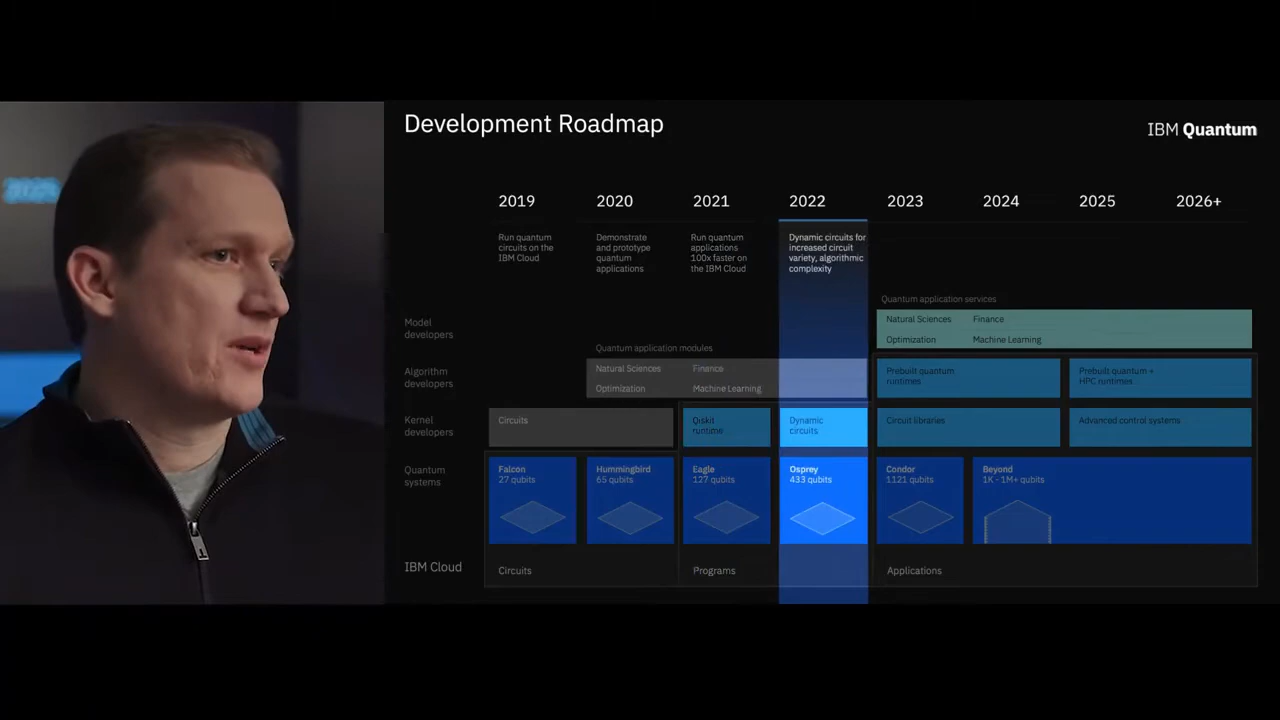 Development Roadmap
IBM Quantum
2019
2020
2021
2022
2023
2024
2025
2026+
Run quantum
circuits on the
IBM Cloud
Demonstrate
and prototype
quantum
applications
Run quantum
applications
100x faster on
the IBM Cloud
Dynamic circuits for
increased circuit
variety, algorithmic
complexity
Model
developers
Quantum application services
Natural Sciences
Finance
Optimization
Machine Learning
Algorithm
developers
Quantum application modules
Natural Sciences
Finance
Optimization
Machine Learning
Prebuilt quantum
runtimes
Prebuilt quantum +
HPC runtimes
Kernel
developers
Circuits
Qiskit
runtime
Dynamic
circuits
Circuit libraries
Advanced control systems
Quantum
systems
Falcon
27 qubits
Hummingbird
65 qubits
Eagle
127 qubits
Osprey
433 qubits
Condor
1121 qubits
Beyond
1K - 1M+ qubits
IBM Cloud
Circuits
Programs
Applications